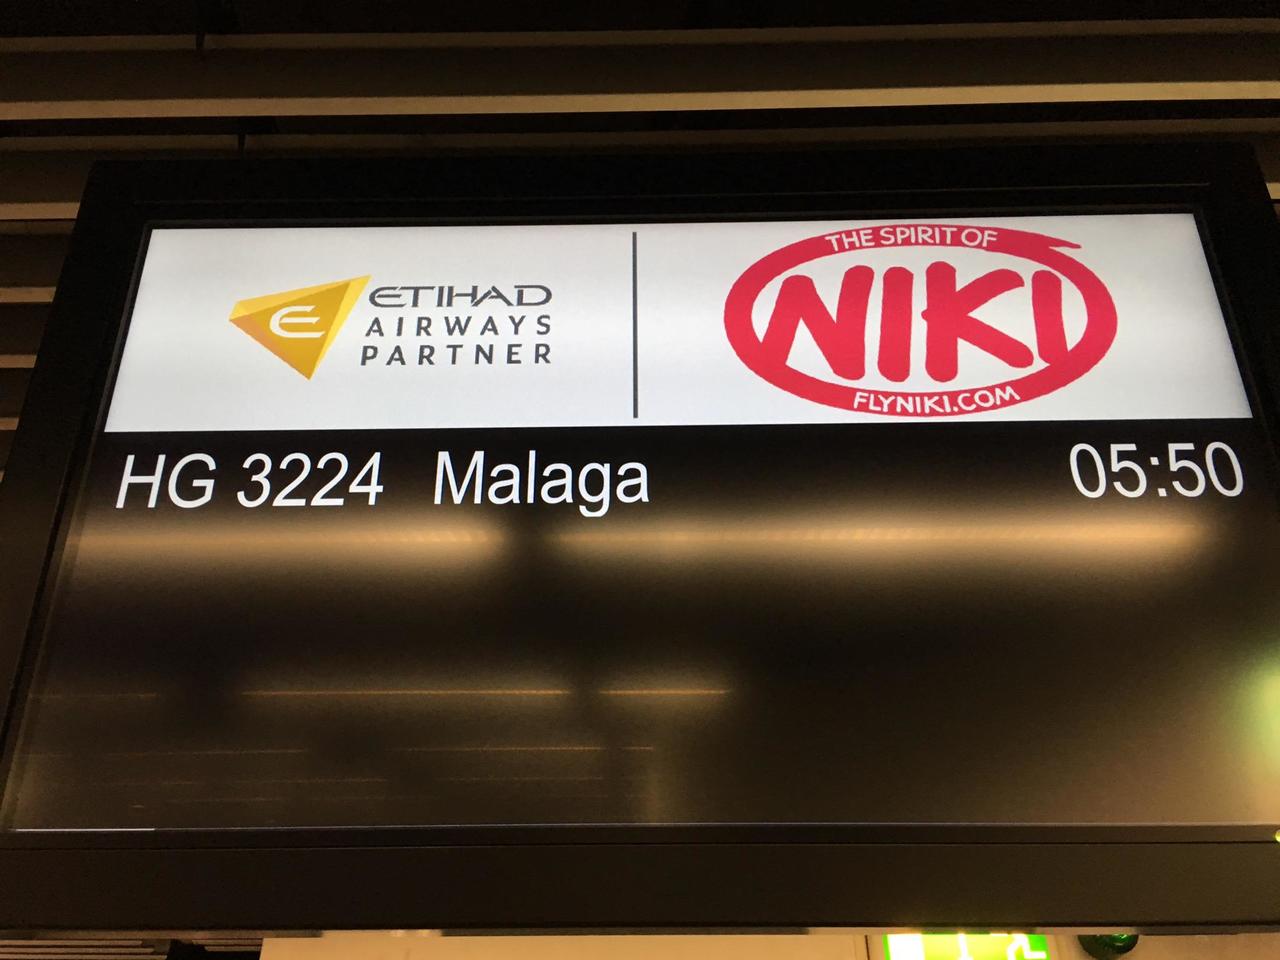 ETIHAD
AIRWAYS
PARTNER
THE SPIRIT OF
NIKI
FLYNIKI.COM
HG 3224 Malaga 05:50